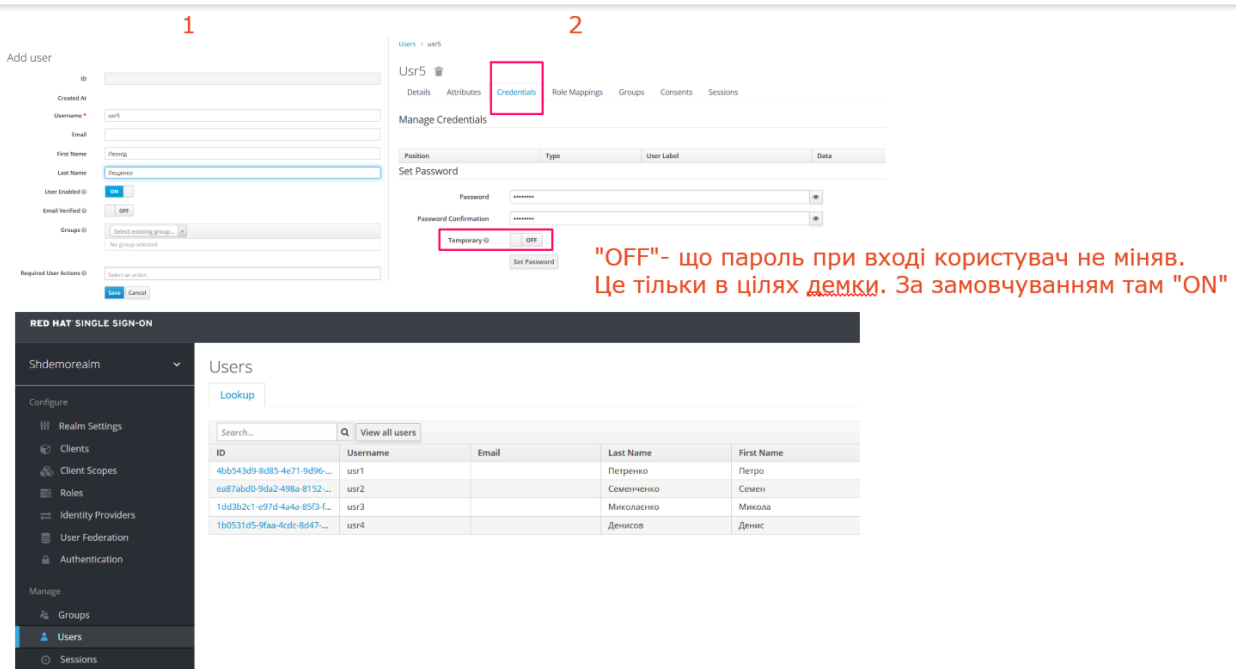 1
2
Add user
ID
Created At
Username *
usr5
Email
First Name
Леонід
Last Name
Лещенко
User Enabled
ON
Email Verified
OFF
Groups
Select existing group...
No group selected
Required User Actions
Select an action
Save
Cancel
Users > usr5
Usr5
Details Attributes Credentials Role Mappings Groups Consents Sessions
Manage Credentials
Position Type User Label Data
Set Password
Password
••••••••
Password Confirmation
••••••••
Temporary
OFF
Set Password
"OFF"- що пароль при вході користувач не міняв.
Це тільки в цілях демки. За замовчуванням там "ON"
RED HAT SINGLE SIGN-ON
Shdemorealm
Configure
Realm Settings
Clients
Client Scopes
Roles
Identity Providers
User Federation
Authentication
Manage
Groups
Users
Sessions
Users
Lookup
Search... View all users
ID Username Email Last Name First Name
4bb543d9-8d85-4e71-9d96-... usr1 Петренко Петро
ea87abd0-9da2-498a-8152-... usr2 Семенченко Семен
1dd3b2c1-e97d-4a4a-85f3-f... usr3 Миколаєнко Микола
1b0531d5-9faa-4cdc-8d47-... usr4 Денисов Денис